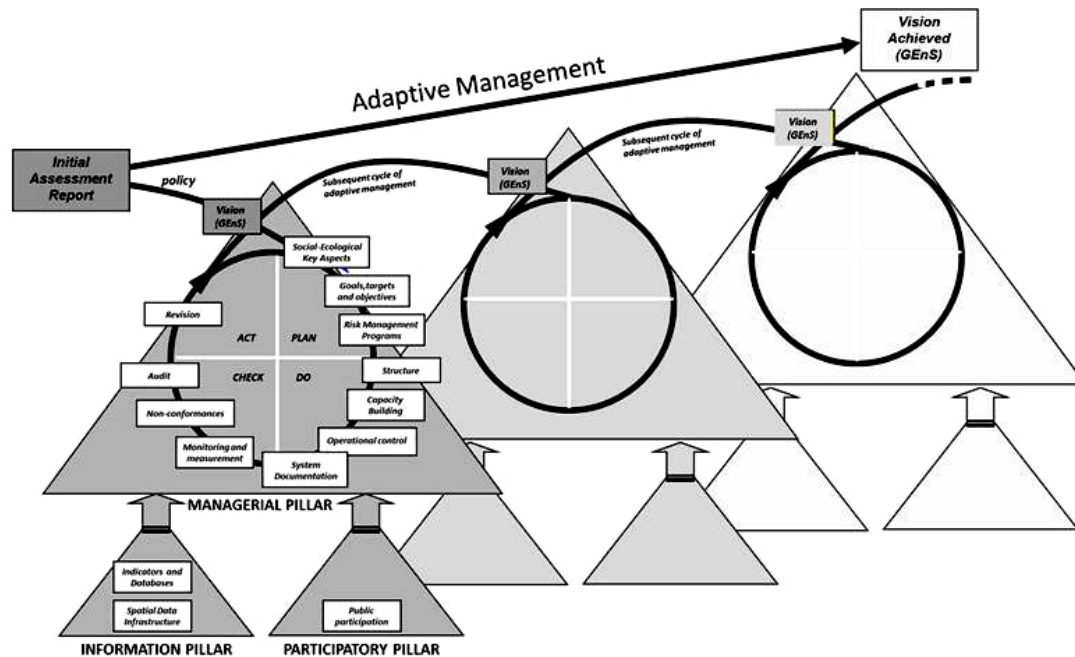 Vision
Achieved
(GEnS)
Adaptive Management
Initial
Assessment
Report
policy
Vision
(GEnS)
Subsequent cycle of
adaptive management
Vision
(GEnS)
Subsequent cycle of
adaptive management
Vision
(GEnS)
Social-Ecological
Key Aspects
Goals, targets
and objectives
Risk Management
Programs
Structure
Capacity
Building
Operational control
System
Documentation
Monitoring and
measurement
Non-conformances
Audit
Revision
ACT
PLAN
CHECK
DO
MANAGERIAL PILLAR
Indicators and
Databases
Spatial Data
Infrastructure
INFORMATION PILLAR
Public
participation
PARTICIPATORY PILLAR